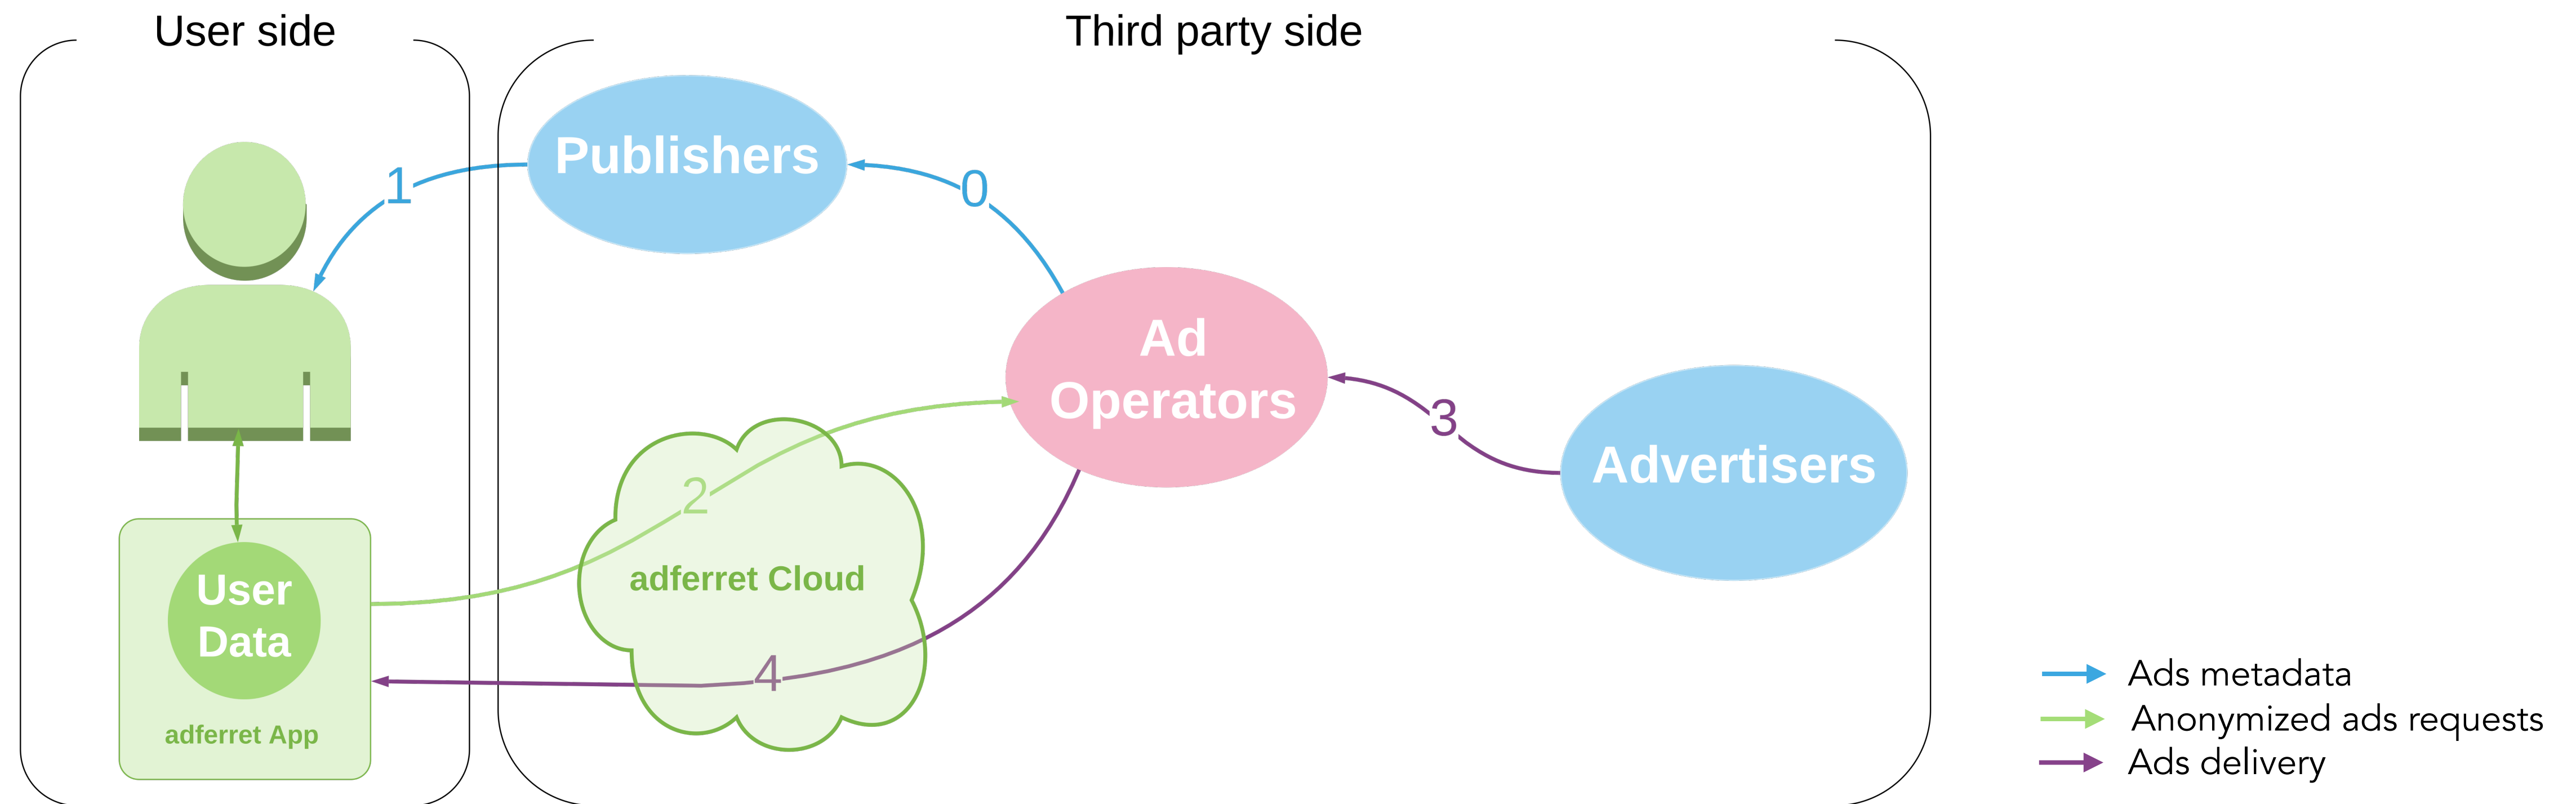 User side
Third party side
Publishers
1
0
Ad
Operators
3
Advertisers
2
adferret Cloud
User
Data
4
adferret App
Ads metadata
Anonymized ads requests
Ads delivery